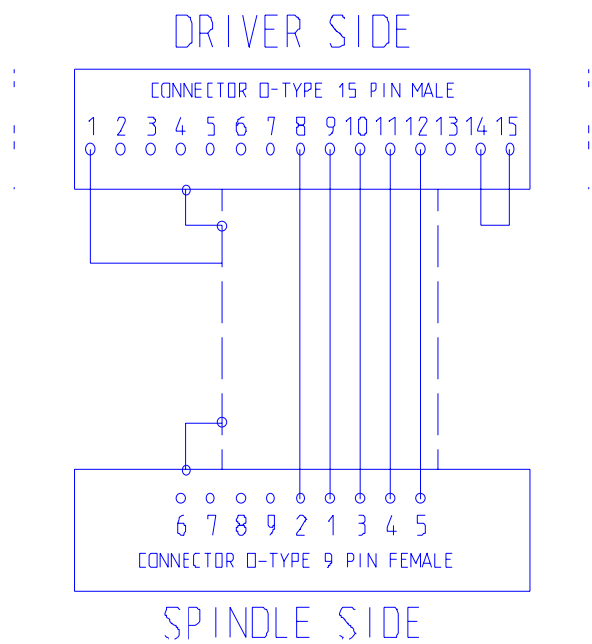 DRIVER SIDE
CONNECTOR D-TYPE 15 PIN MALE
1 2 3 4 5 6 7 8 9 10 11 12 13 14 15
6 7 8 9 2 1 3 4 5
CONNECTOR D-TYPE 9 PIN FEMALE
SPINDLE SIDE